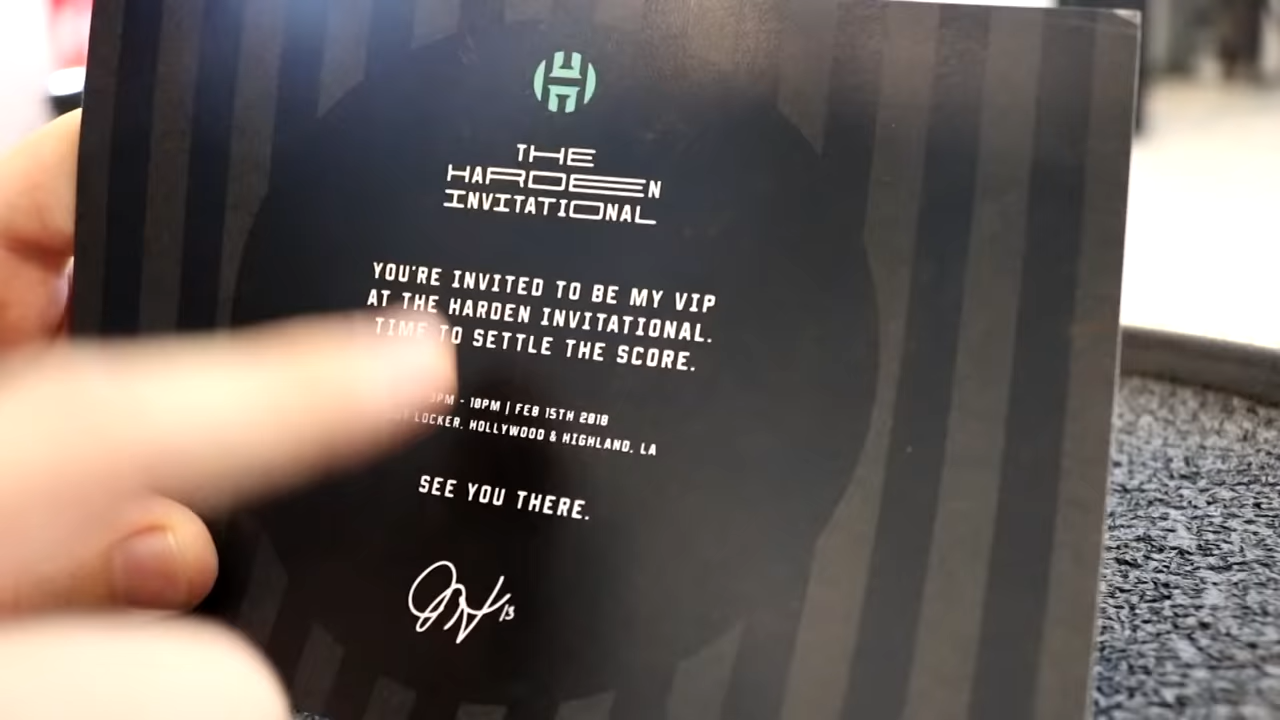 THE
HARDEN
INVITATIONAL
YOU'RE INVITED TO BE MY VIP
AT THE HARDEN INVITATIONAL.
TIME TO SETTLE THE SCORE.
- 10PM | FEB 15TH 2018
LOCKER, HOLLYWOOD & HIGHLAND, LA
SEE YOU THERE.
13